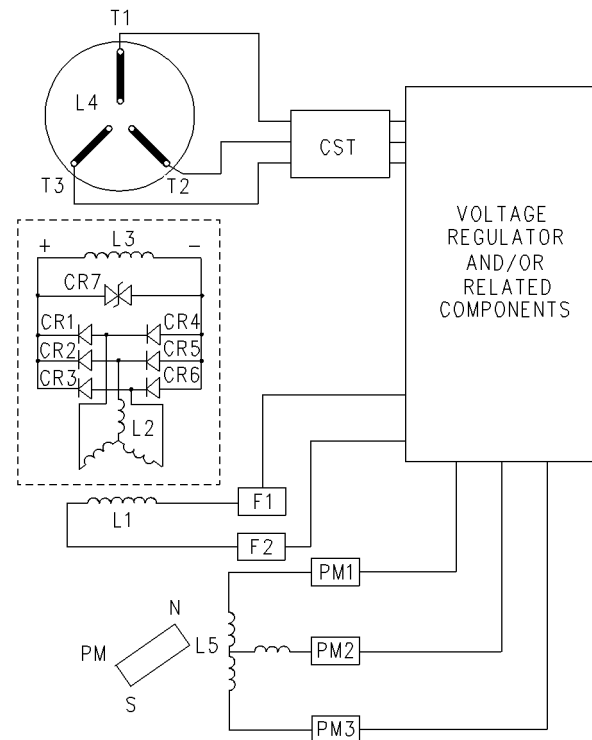 T1
L4
T3
T2
CST
VOLTAGE
REGULATOR
AND/OR
RELATED
COMPONENTS
+
L3
−
CR7
CR1
CR4
CR2
CR5
CR3
CR6
L2
F1
L1
F2
PM1
N
PM
L5
PM2
S
PM3